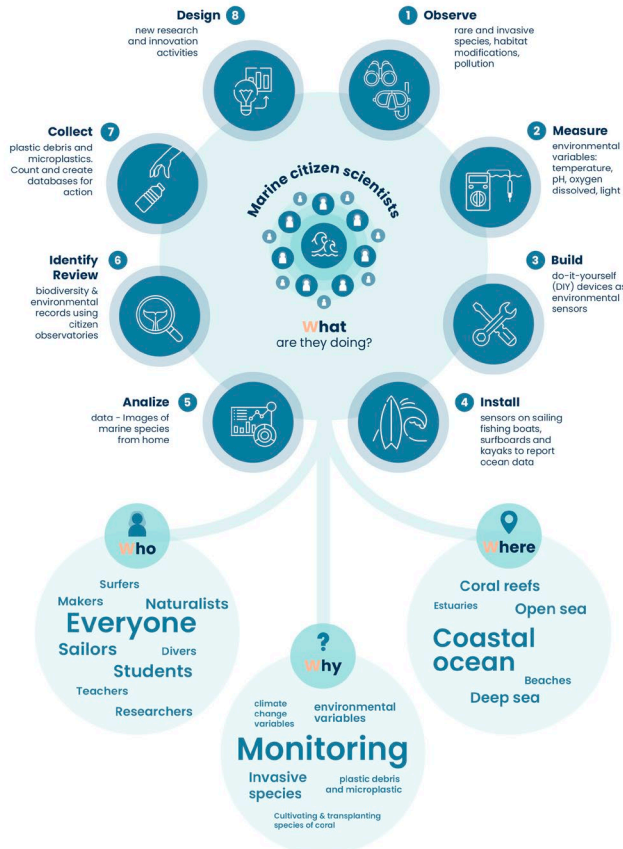 Design 8
new research
and innovation
activities
1 Observe
rare and invasive
species, habitat
modifications,
pollution
Collect 7
plastic debris and
microplastics.
Count and create
databases for
action
2 Measure
environmental
variables:
temperature,
pH, oxygen
dissolved, light
Marine citizen scientists
What
are they doing?
Identify 6
Review
biodiversity &
environmental
records using
citizen
observatories
3 Build
do-it-yourself
(DIY) devices as
environmental
sensors
Analize 5
data - Images of
marine species
from home
4 Install
sensors on sailing
fishing boats,
surfboards and
kayaks to report
ocean data
Who
Surfers
Makers
Naturalists
Everyone
Sailors
Divers
Students
Teachers
Researchers
?
Why
climate
change
variables
environmental
variables
Monitoring
Invasive
species
plastic debris
and microplastic
Cultivating & transplanting
species of coral
Where
Coral reefs
Estuaries
Open sea
Coastal
ocean
Beaches
Deep sea